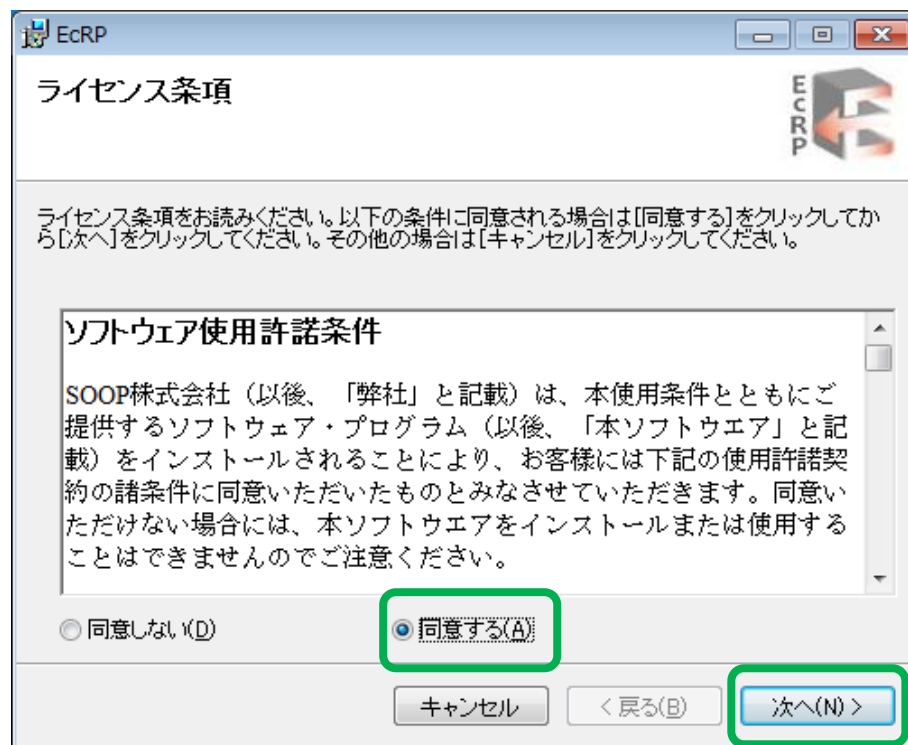 EcRP
ライセンス条項
EcRP
ライセンス条項をお読みください。以下の条件に同意される場合は[同意する]をクリックしてか
ら[次へ]をクリックしてください。その他の場合は[キャンセル]をクリックしてください。
ソフトウェア使用許諾条件
SOOP株式会社（以後、「弊社」と記載）は、本使用条件とともにご
提供するソフトウェア・プログラム（以後、「本ソフトウエア」と記
載）をインストールされることにより、お客様には下記の使用許諾契
約の諸条件に同意いただいたものとみなさせていただきます。同意い
ただけない場合には、本ソフトウエアをインストールまたは使用する
ことはできませんのでご注意ください。
同意しない(D)
同意する(A)
キャンセル
< 戻る(B)
次へ(N) >